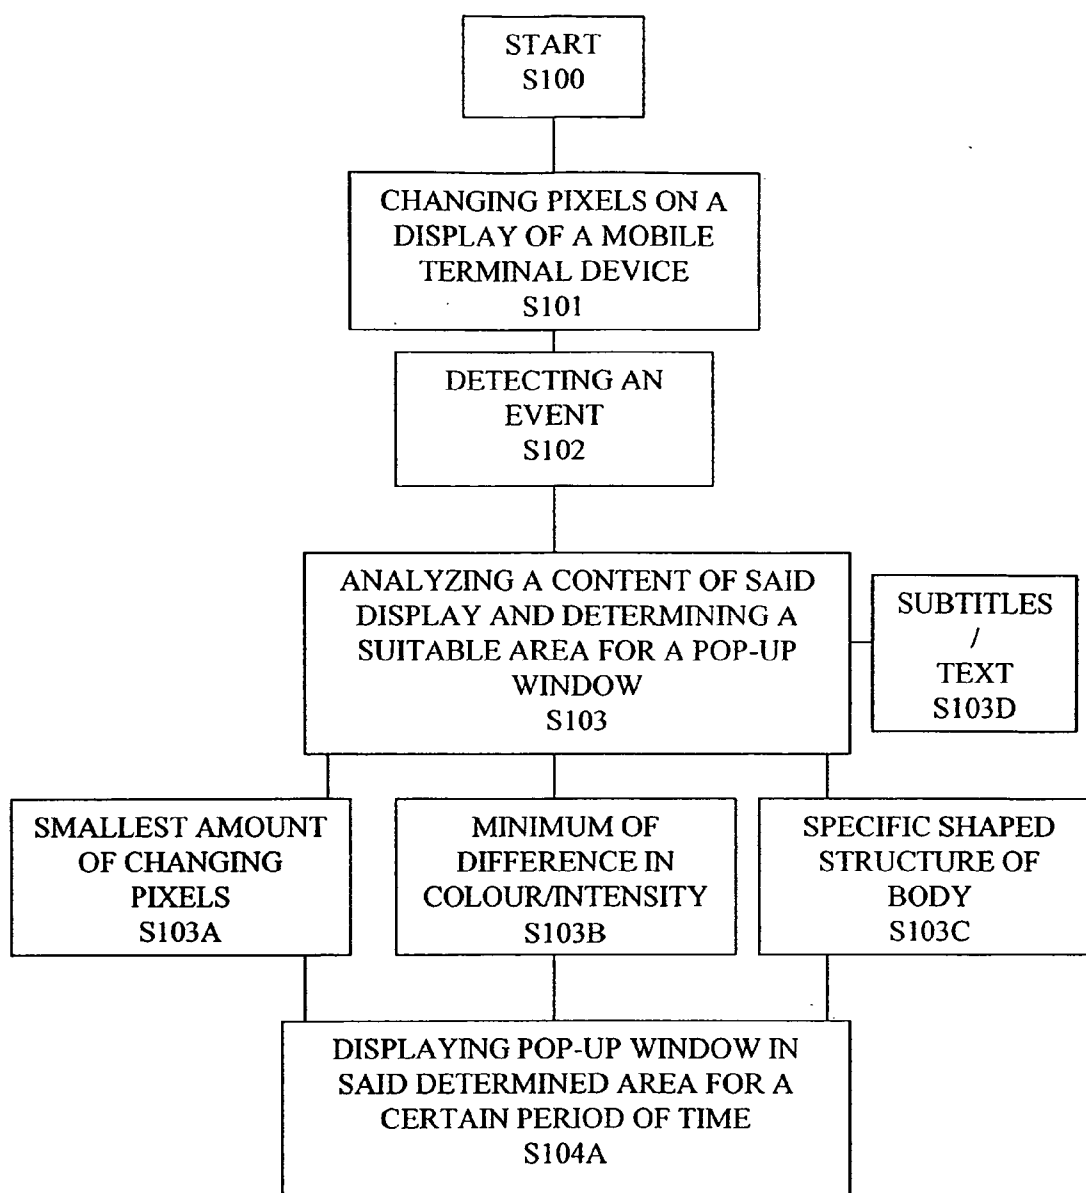 START
S100
CHANGING PIXELS ON A
DISPLAY OF A MOBILE
TERMINAL DEVICE
S101
DETECTING AN
EVENT
S102
ANALYZING A CONTENT OF SAID
DISPLAY AND DETERMINING A
SUITABLE AREA FOR A POP-UP
WINDOW
S103
SUBTITLES
/
TEXT
S103D
SMALLEST AMOUNT
OF CHANGING
PIXELS
S103A
MINIMUM OF
DIFFERENCE IN
COLOUR/INTENSITY
S103B
SPECIFIC SHAPED
STRUCTURE OF
BODY
S103C
DISPLAYING POP-UP WINDOW IN
SAID DETERMINED AREA FOR A
CERTAIN PERIOD OF TIME
S104A